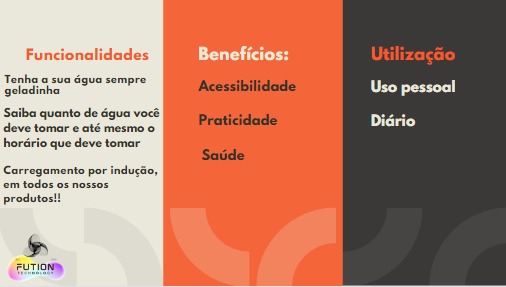 Funcionalidades
Tenha a sua água sempre
geladinha
Saiba quanto de água você
deve tomar e até mesmo o
horário que deve tomar
Carregamento por indução,
em todos os nossos
produtos!!
FUTION
TECHNOLOGY
Benefícios:
Acessibilidade
Praticidade
Saúde
Utilização
Uso pessoal
Diário